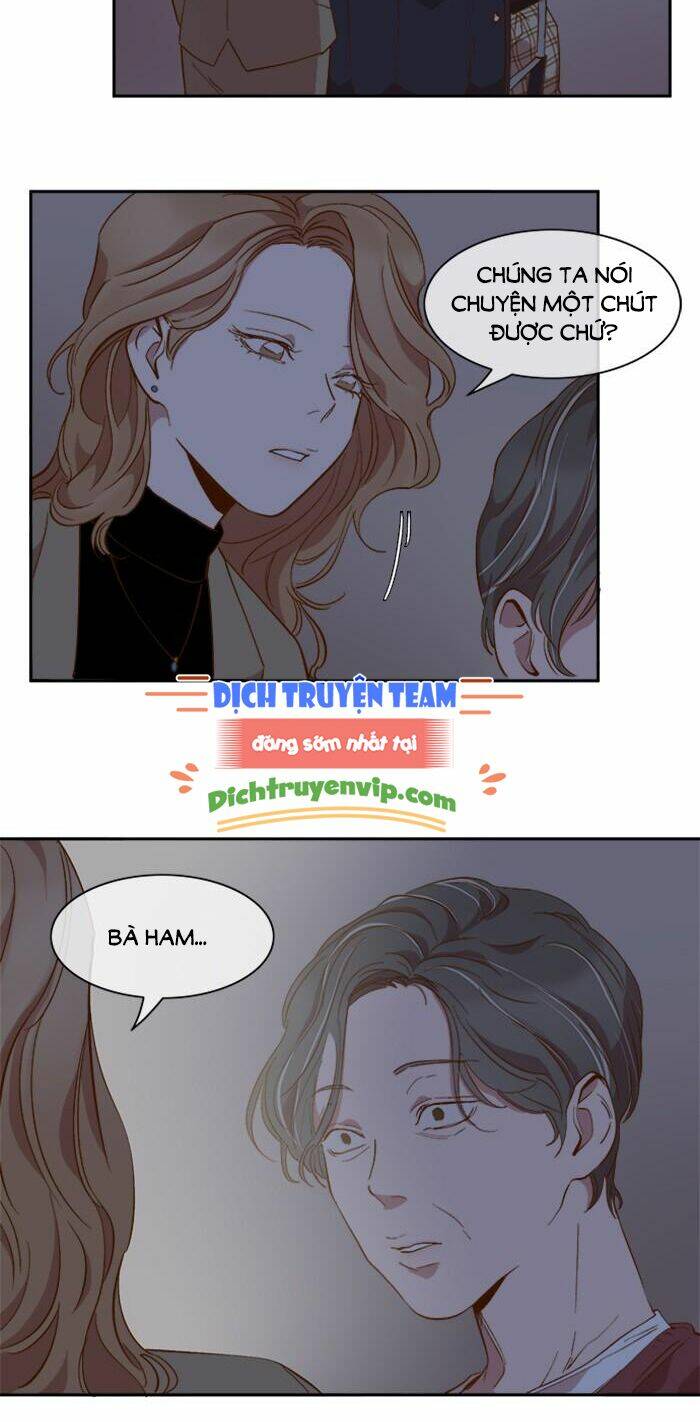 CHÚNG TA NÓI
CHUYỆN MỘT CHÚT
ĐƯỢC CHỨ?
DỊCH TRUYỆN TEAM
đăng sớm nhất tại
Dichtruyenvip.com
BÀ HAM...